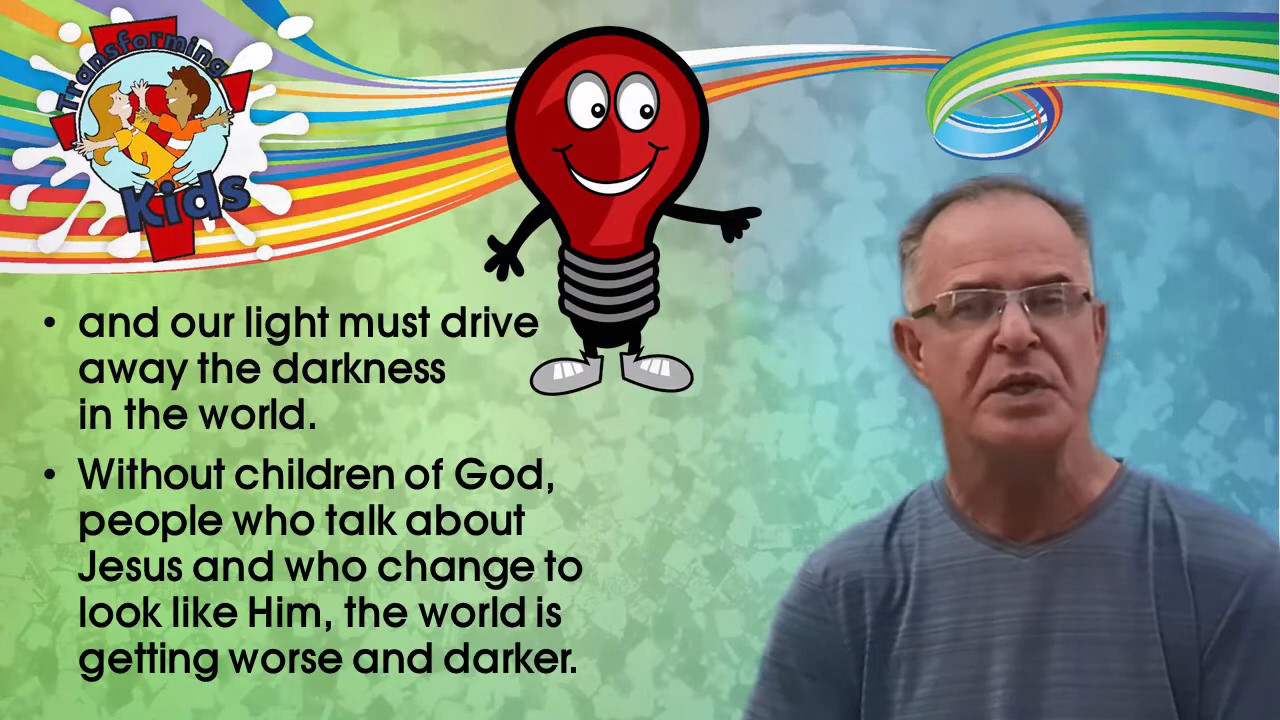 Transforming
Kids
• and our light must drive
away the darkness
in the world.
• Without children of God,
people who talk about
Jesus and who change to
look like Him, the world is
getting worse and darker.